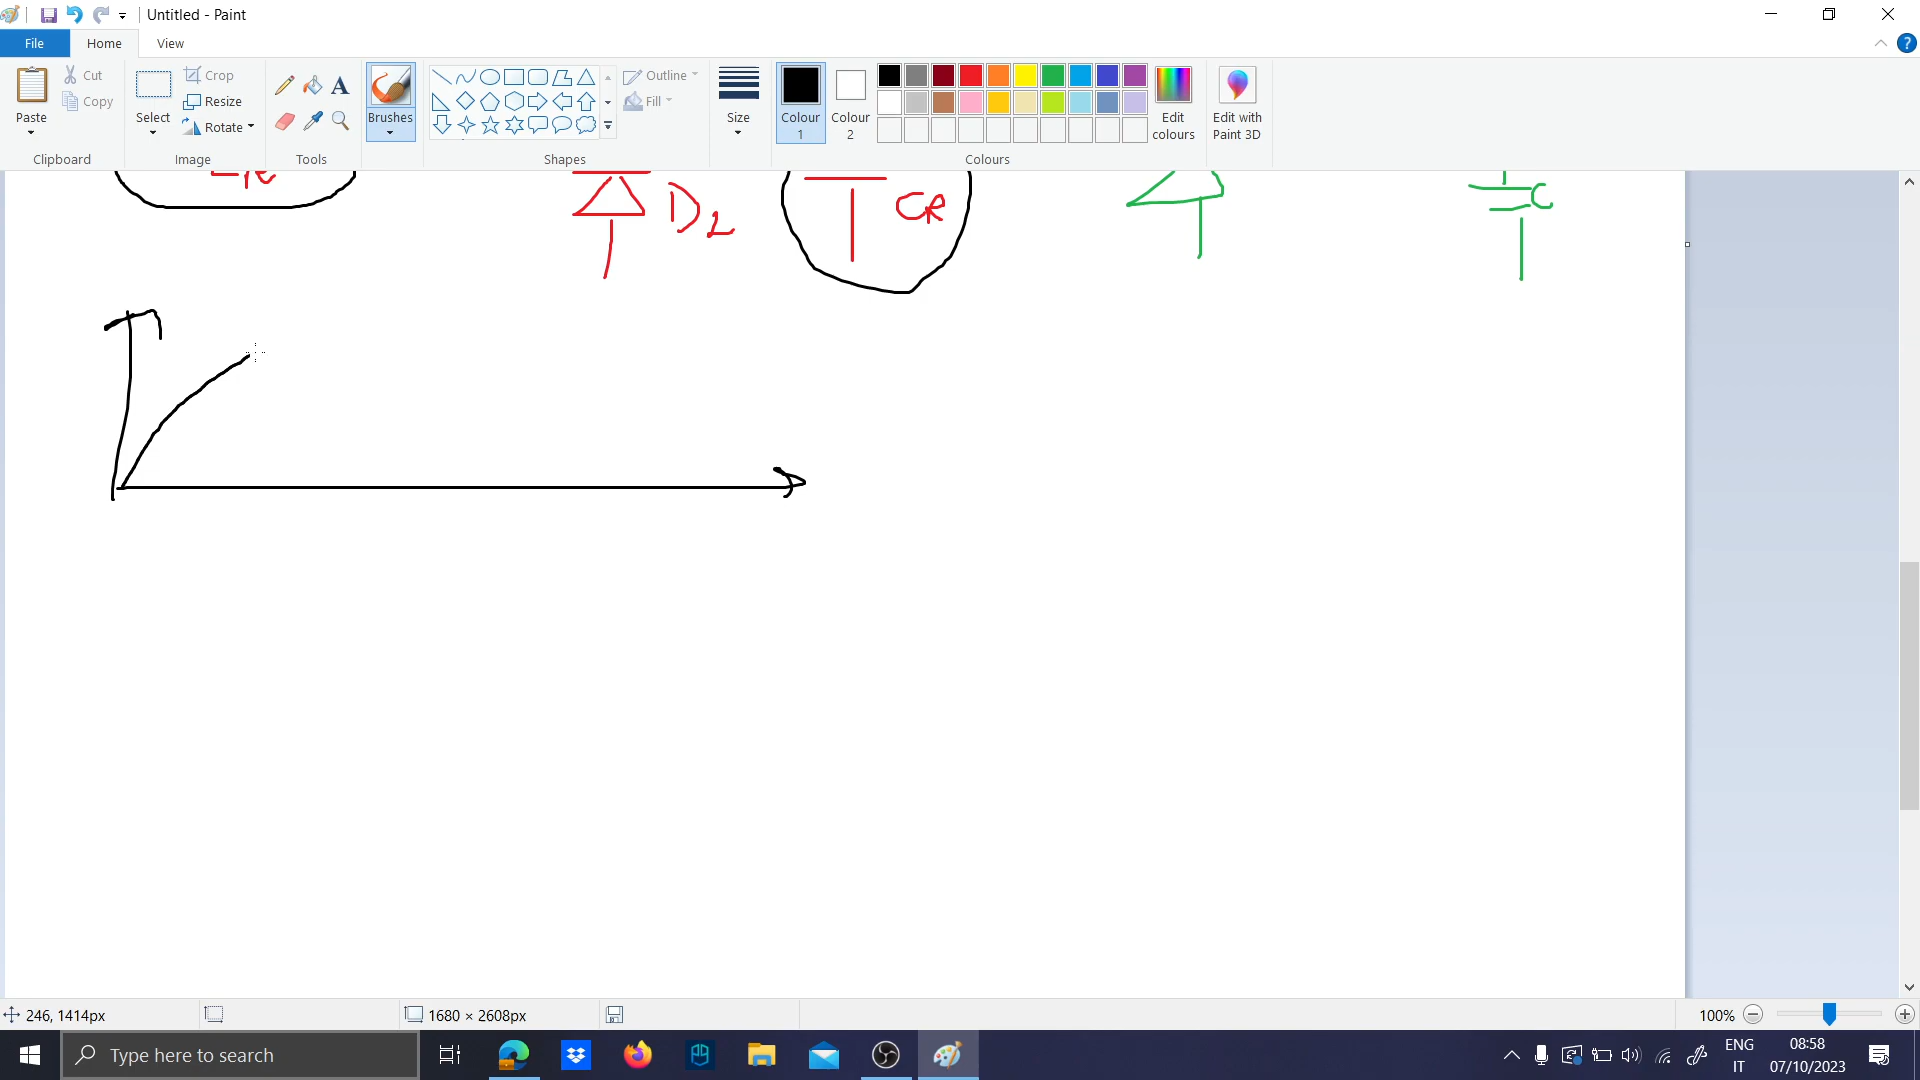 Untitled - Paint
File Home View
Paste
Cut
Copy
Clipboard
Select
Crop
Resize
Rotate
Image
Tools
Brushes
Shapes
Outline
Fill
Size
Colour 1
Colour 2
Edit colours
Edit with Paint 3D
Colours
D2
CR
C
246, 1414px
1680 × 2608px
100%
Type here to search
ENG
IT
08:58
07/10/2023